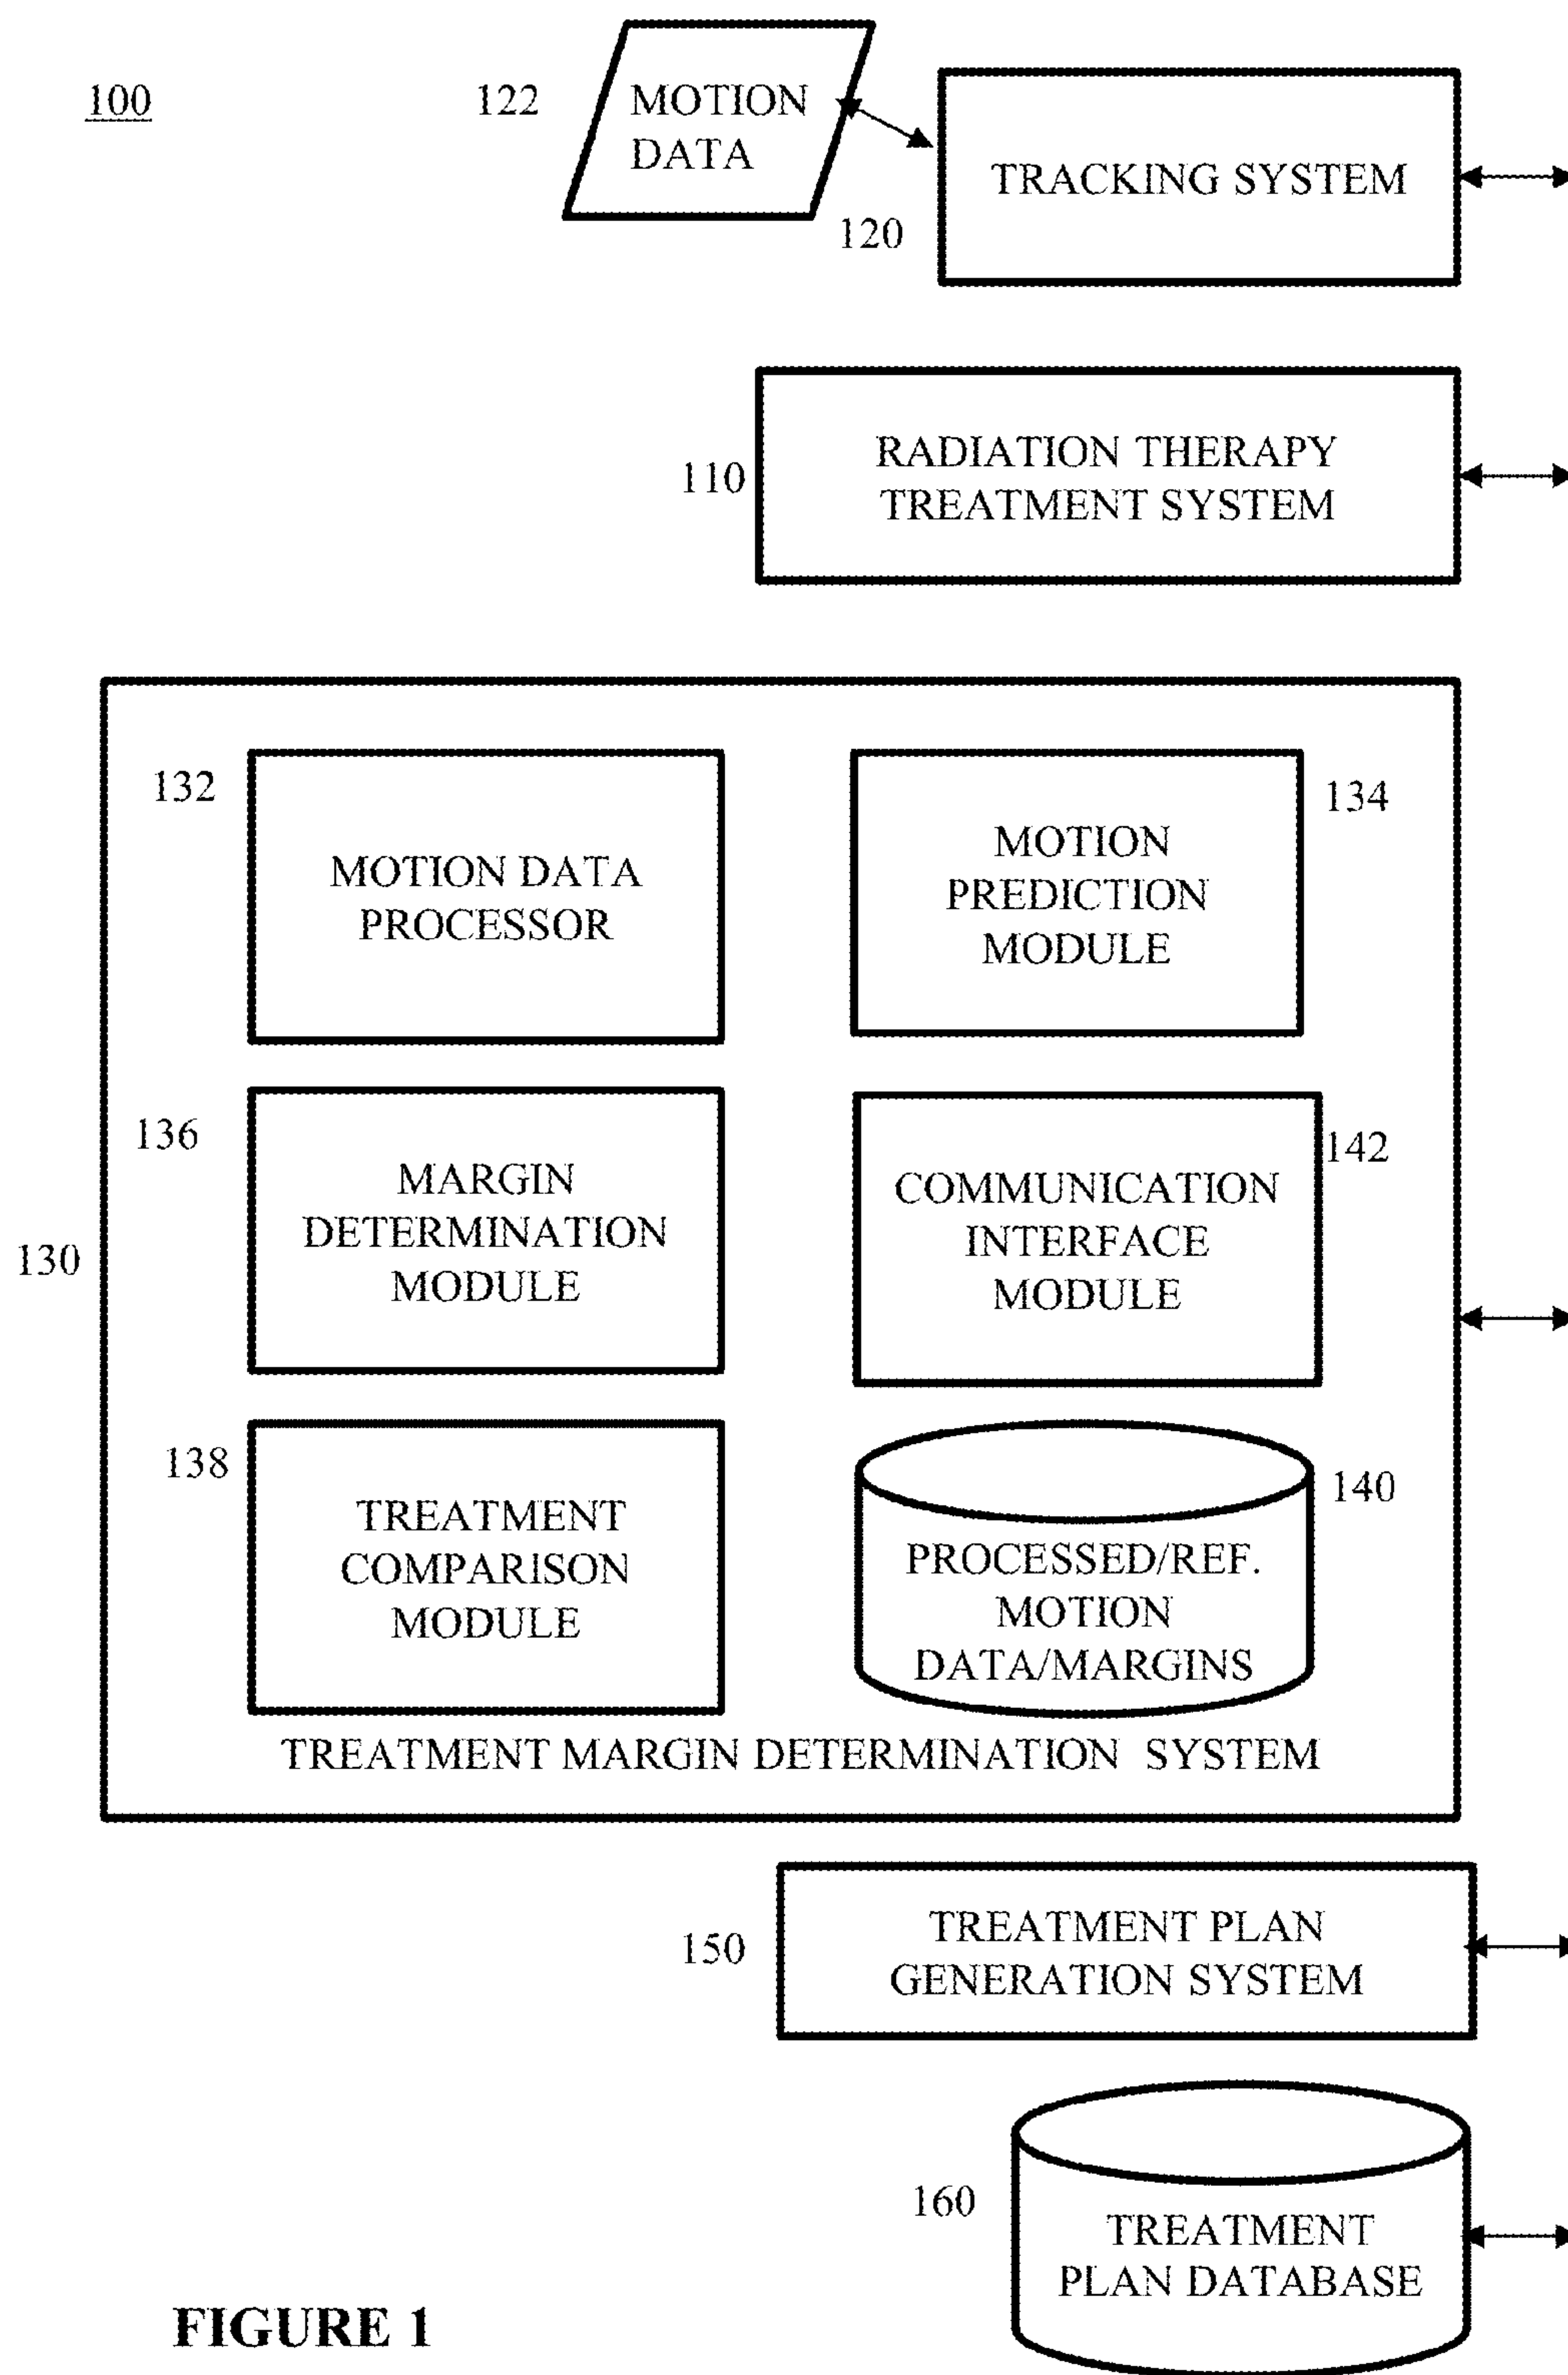 100
122
MOTION
DATA
120
TRACKING SYSTEM
110
RADIATION THERAPY
TREATMENT SYSTEM
132
MOTION DATA
PROCESSOR
134
MOTION
PREDICTION
MODULE
136
MARGIN
DETERMINATION
MODULE
142
COMMUNICATION
INTERFACE
MODULE
130
138
TREATMENT
COMPARISON
MODULE
140
PROCESSED/REF.
MOTION
DATA/MARGINS
TREATMENT MARGIN DETERMINATION SYSTEM
150
TREATMENT PLAN
GENERATION SYSTEM
160
TREATMENT
PLAN DATABASE
FIGURE 1